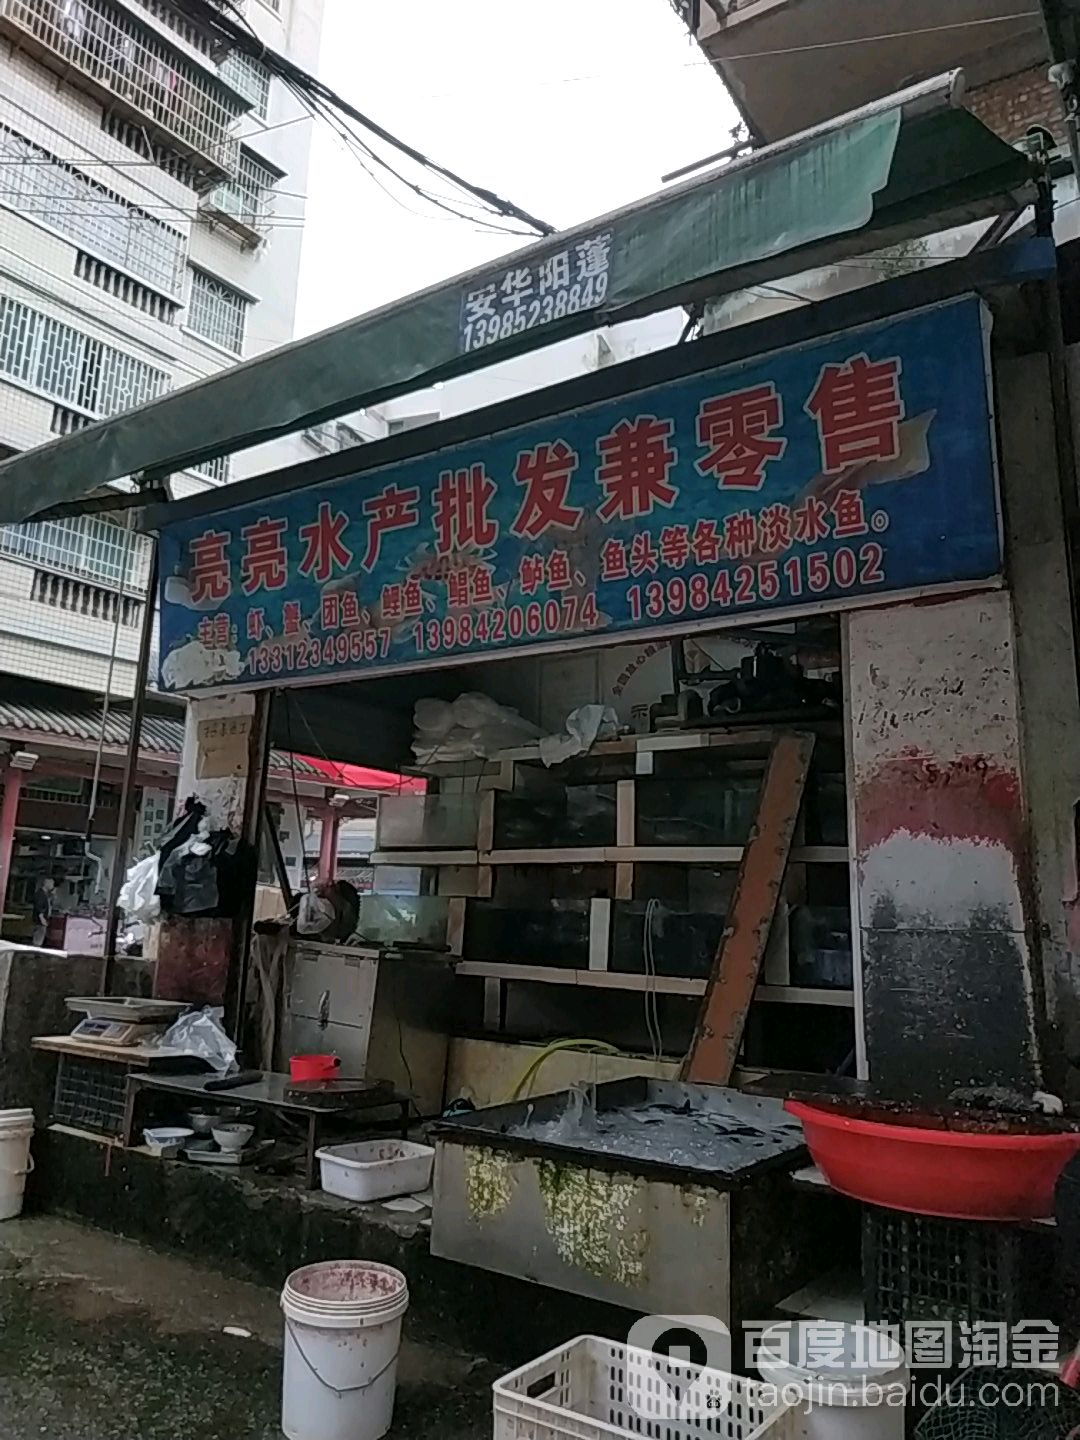 安华阳蓬
13985238849
亮亮水产批发兼零售
主营：虾、蟹、团鱼、鲤鱼、鲳鱼、鲈鱼、鱼头等各种淡水鱼。
13312349557 13984206074 13984251502
百度地图淘金
taojin.baidu.com